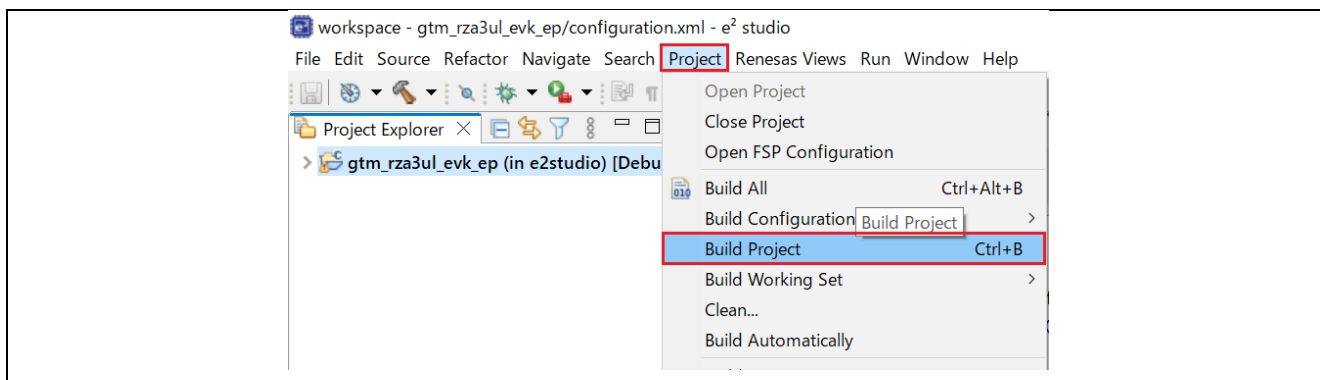 workspace - gtm_rza3ul_evk_ep/configuration.xml - e² studio
File Edit Source Refactor Navigate Search Project Renesas Views Run Window Help
Open Project
Project Explorer
Close Project
Open FSP Configuration
gtm_rza3ul_evk_ep (in e2studio) [Debu
010 Build All Ctrl+Alt+B
Build Configuration Build Project >
Build Project Ctrl+B
Build Working Set >
Clean...
Build Automatically